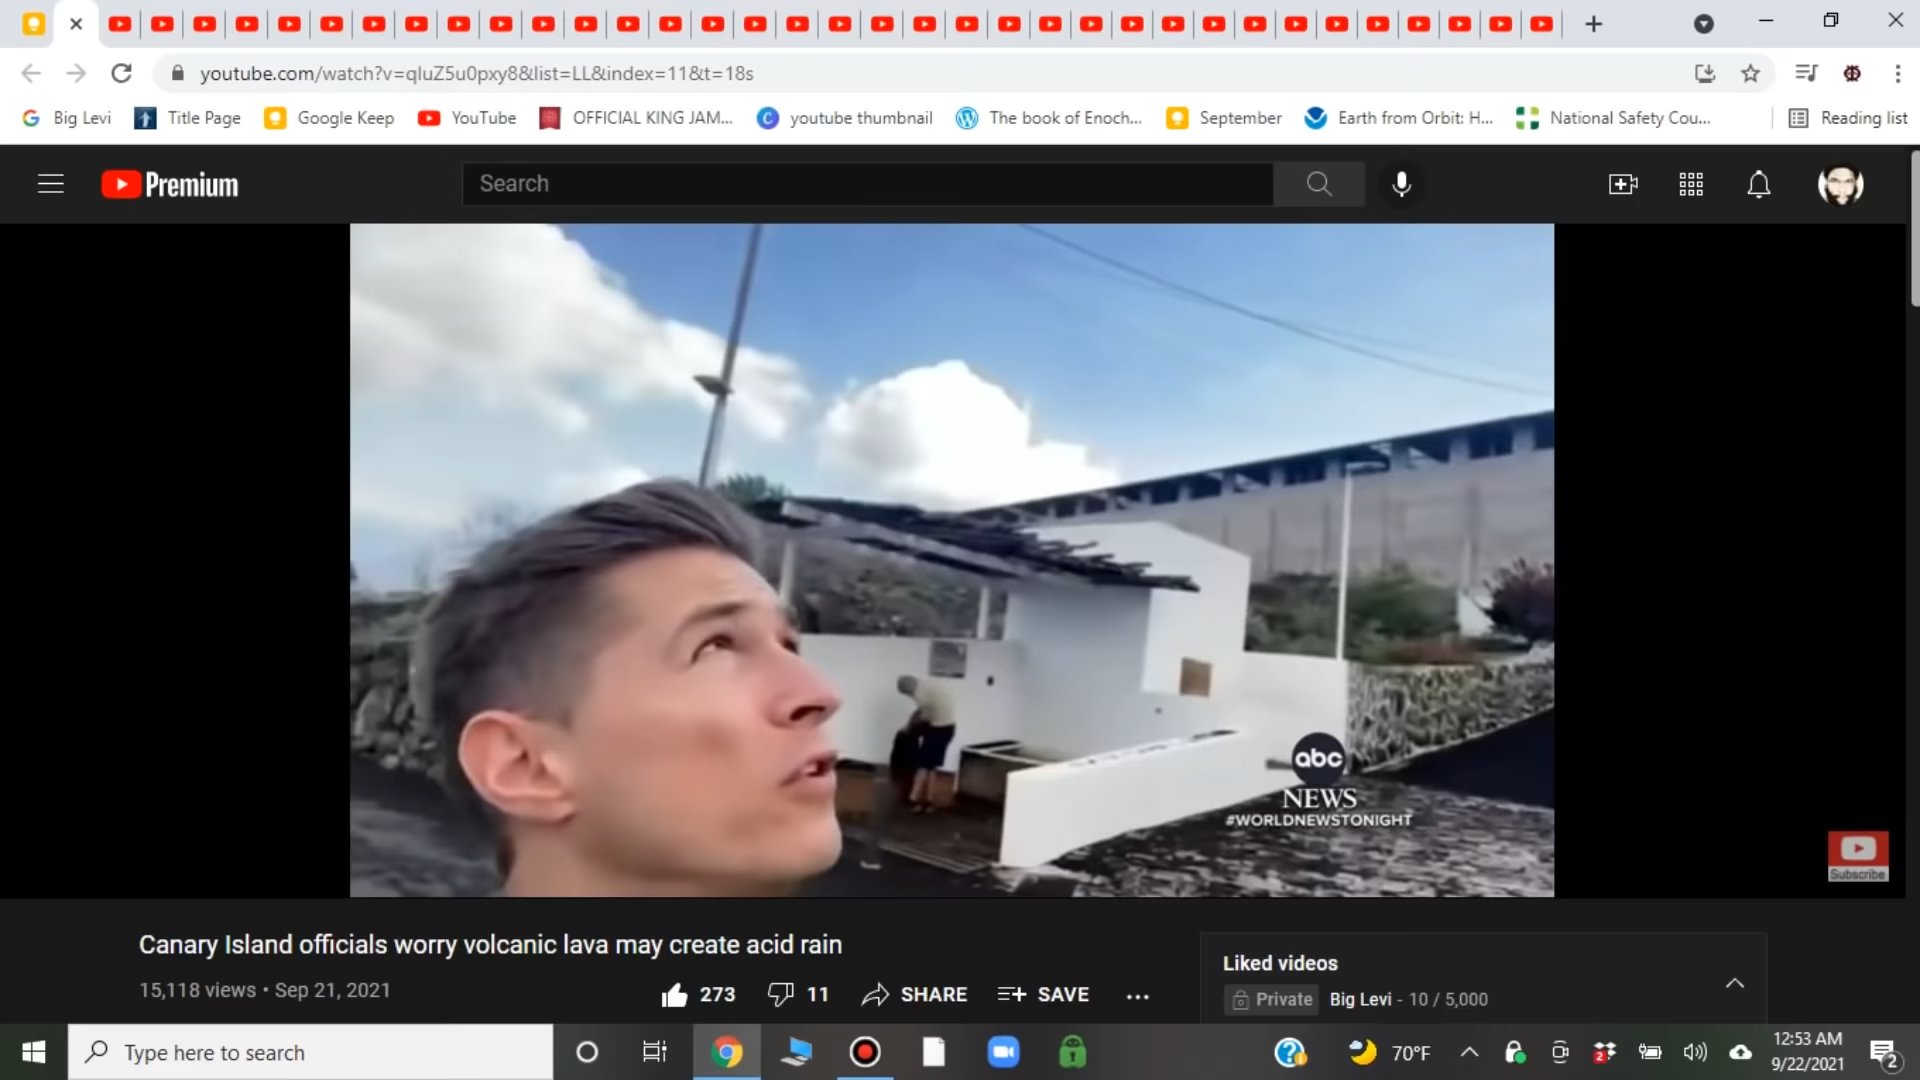 youtube.com/watch?v=qluZ5u0pxy8&list=LL&index=11&t=18s
Big Levi Title Page Google Keep YouTube OFFICIAL KING JAM... youtube thumbnail The book of Enoch... September Earth from Orbit: H... National Safety Cou... Reading list
Premium Search
abc
NEWS
#WORLDNEWSTONIGHT
Subscribe
Canary Island officials worry volcanic lava may create acid rain
15,118 views • Sep 21, 2021 273 11 SHARE SAVE
Liked videos
Private Big Levi - 10 / 5,000
Type here to search 70°F 12:53 AM
9/22/2021
2
2